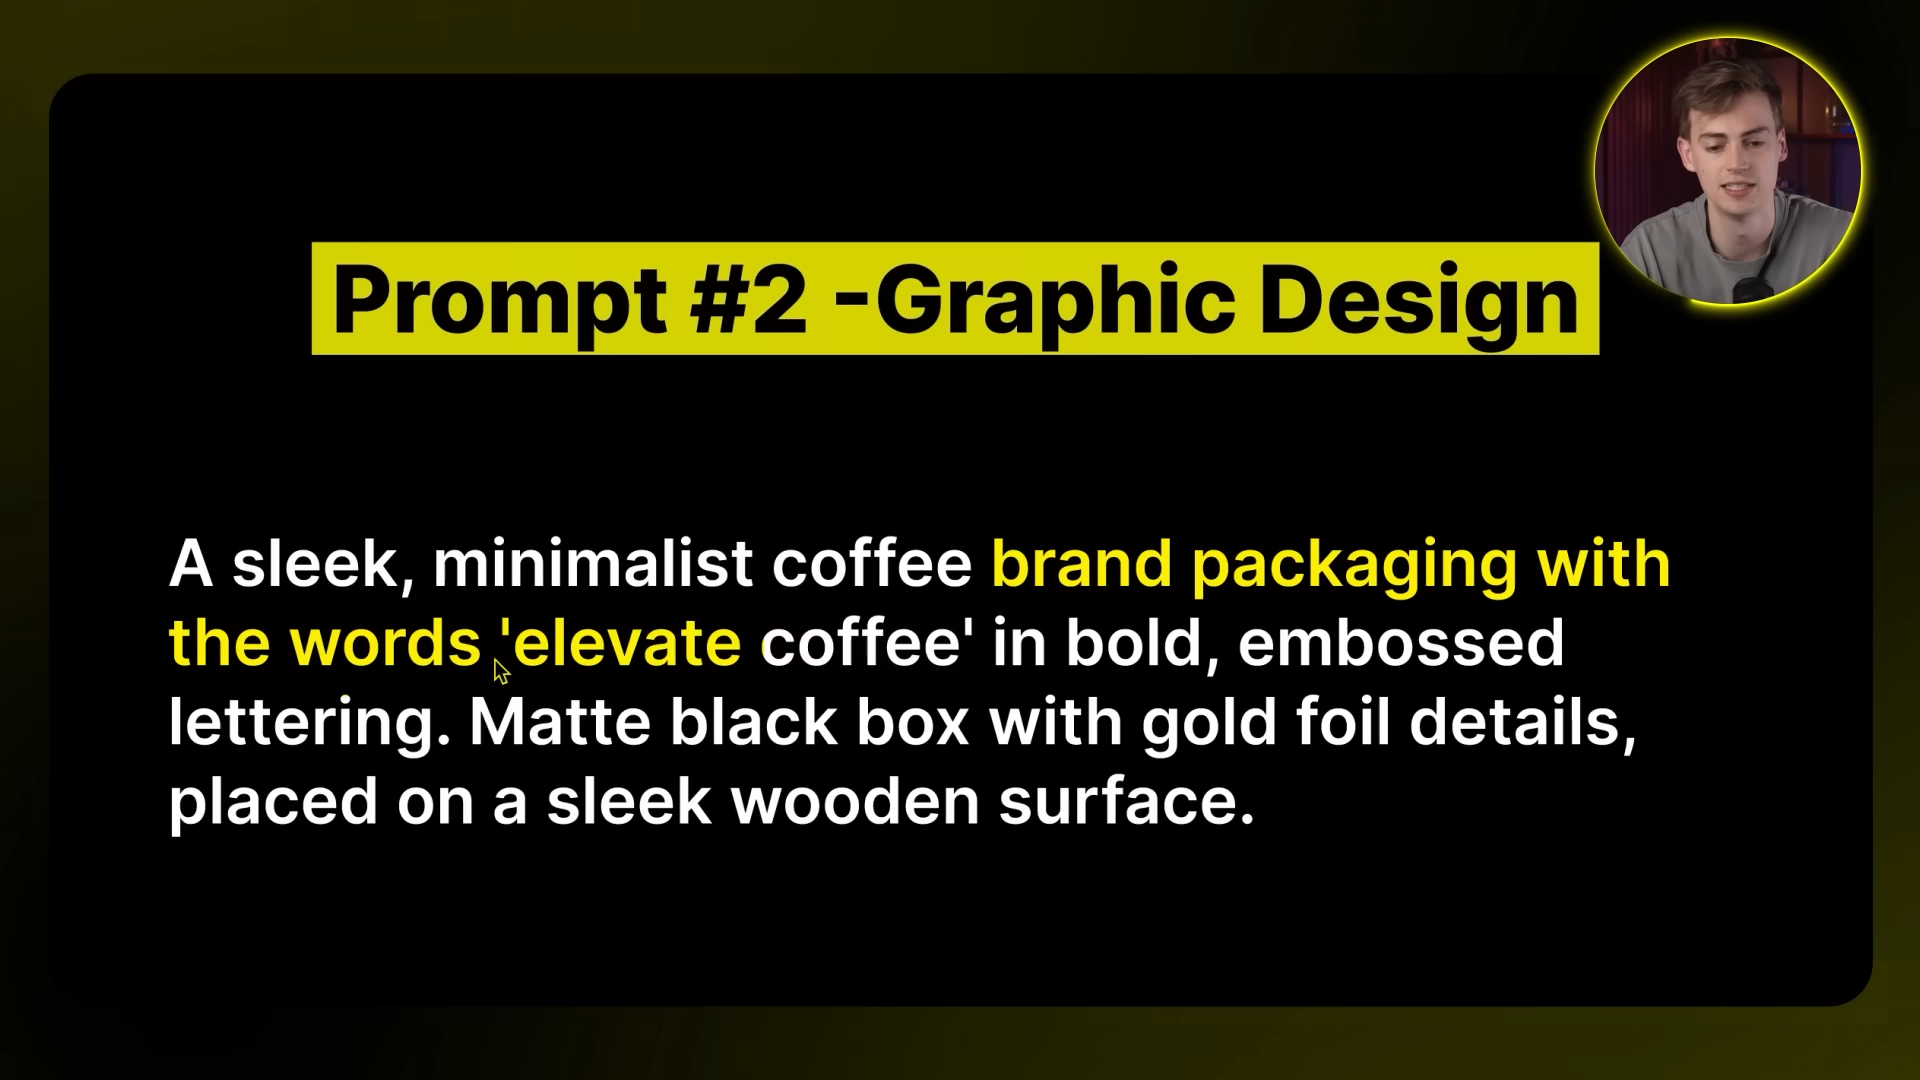 Prompt #2 -Graphic Design
A sleek, minimalist coffee brand packaging with
the words 'elevate coffee' in bold, embossed
lettering. Matte black box with gold foil details,
placed on a sleek wooden surface.